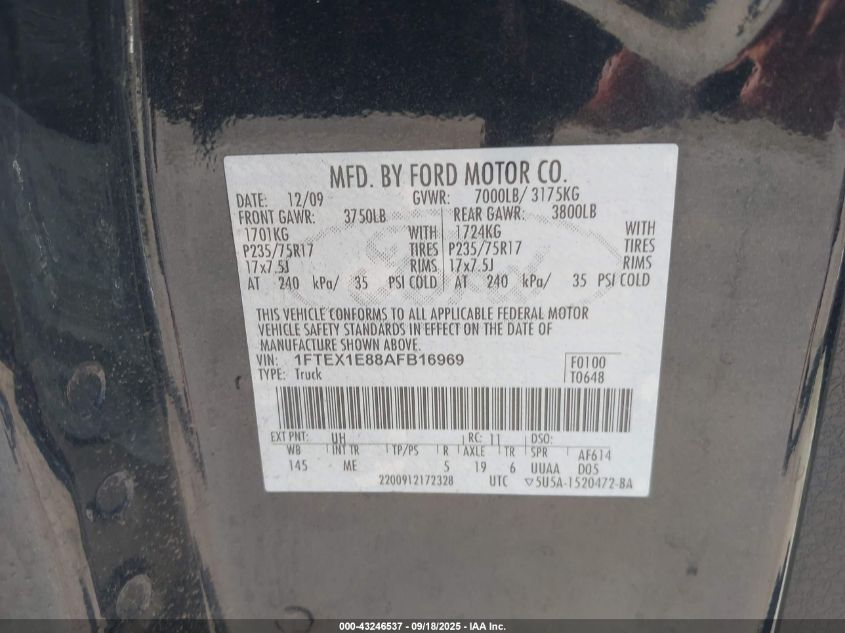 MFD. BY FORD MOTOR CO.
DATE: 12/09 GVWR: 7000LB/ 3175KG
FRONT GAWR: 3750LB REAR GAWR: 3800LB
1701KG WITH 1724KG WITH
P235/75R17 TIRES P235/75R17 TIRES
17x7.5J RIMS 17x7.5J RIMS
AT 240 kPa/ 35 PSI COLD AT 240 kPa/ 35 PSI COLD
THIS VEHICLE CONFORMS TO ALL APPLICABLE FEDERAL MOTOR
VEHICLE SAFETY STANDARDS IN EFFECT ON THE DATE OF
MANUFACTURE SHOWN ABOVE.
VIN: 1FTEX1E88AFB16969 F0100
TYPE: Truck T0648
EXT PNT: UH RC: 11 DSO:
WB INT TR TP/PS R AXLE TR SPR AF614
145 ME 5 19 6 UUAA D05
2200912172328 UTC ▽5U5A-1520472-BA
000-43246537 - 09/18/2025 - IAA Inc.